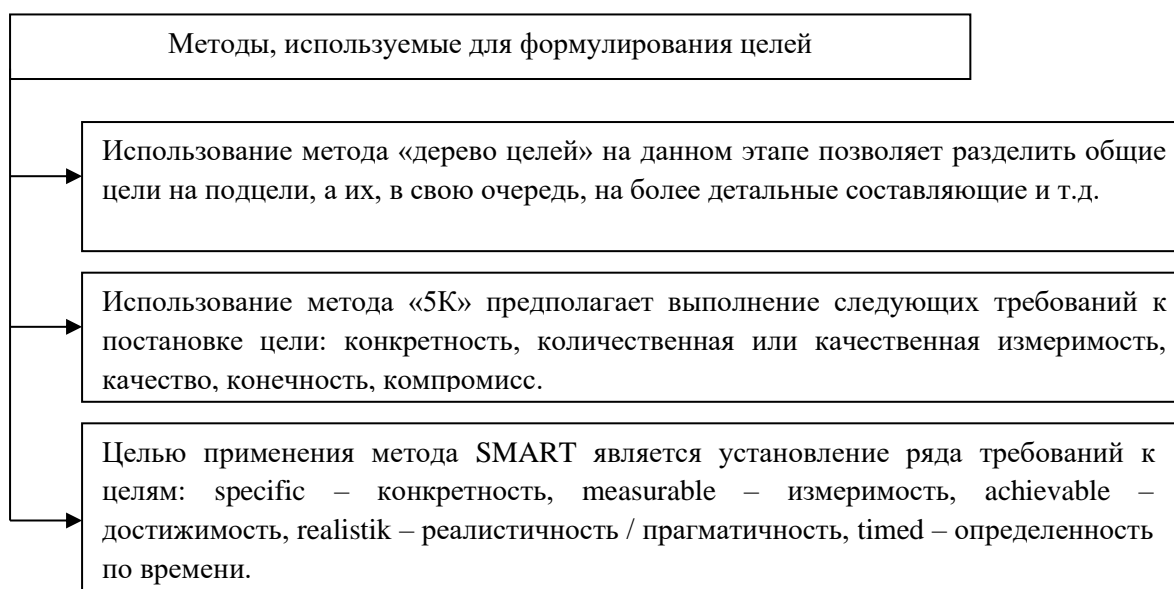 Методы, используемые для формулирования целей
Использование метода «дерево целей» на данном этапе позволяет разделить общие
цели на подцели, а их, в свою очередь, на более детальные составляющие и т.д.
Использование метода «5К» предполагает выполнение следующих требований к
постановке цели: конкретность, количественная или качественная измеримость,
качество, конечность, компромисс.
Целью применения метода SMART является установление ряда требований к
целям: specific – конкретность, measurable – измеримость, achievable –
достижимость, realistik – реалистичность / прагматичность, timed – определенность
по времени.